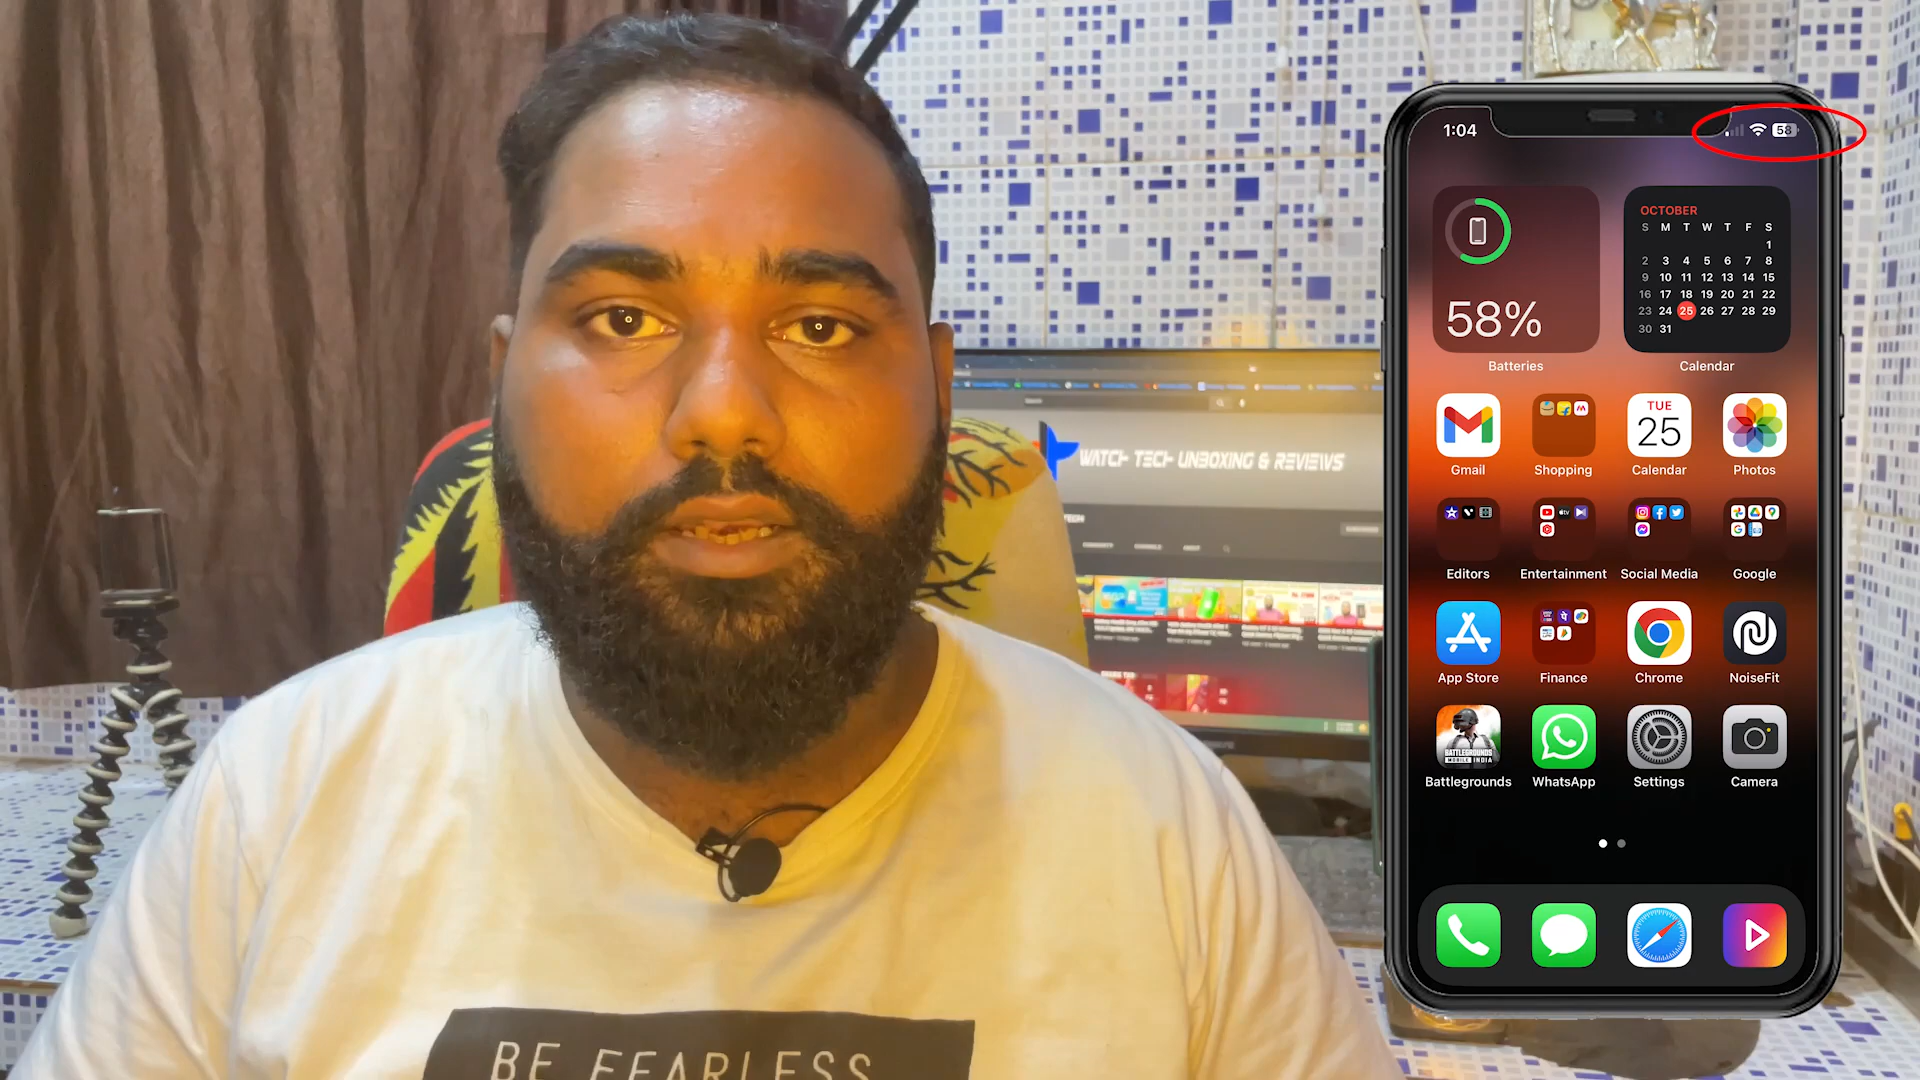 1:04
58
OCTOBER
S M T W T F S
1
2 3 4 5 6 7 8
9 10 11 12 13 14 15
16 17 18 19 20 21 22
23 24 25 26 27 28 29
30 31
58%
Batteries
Calendar
TUE
25
Gmail
Shopping
Calendar
Photos
Editors
Entertainment
Social Media
Google
App Store
Finance
Chrome
NoiseFit
BATTLEGROUNDS
MOBILE INDIA
Battlegrounds
WhatsApp
Settings
Camera
WATCH TECH UNBOXING & REVIEWS
BE FEARLESS